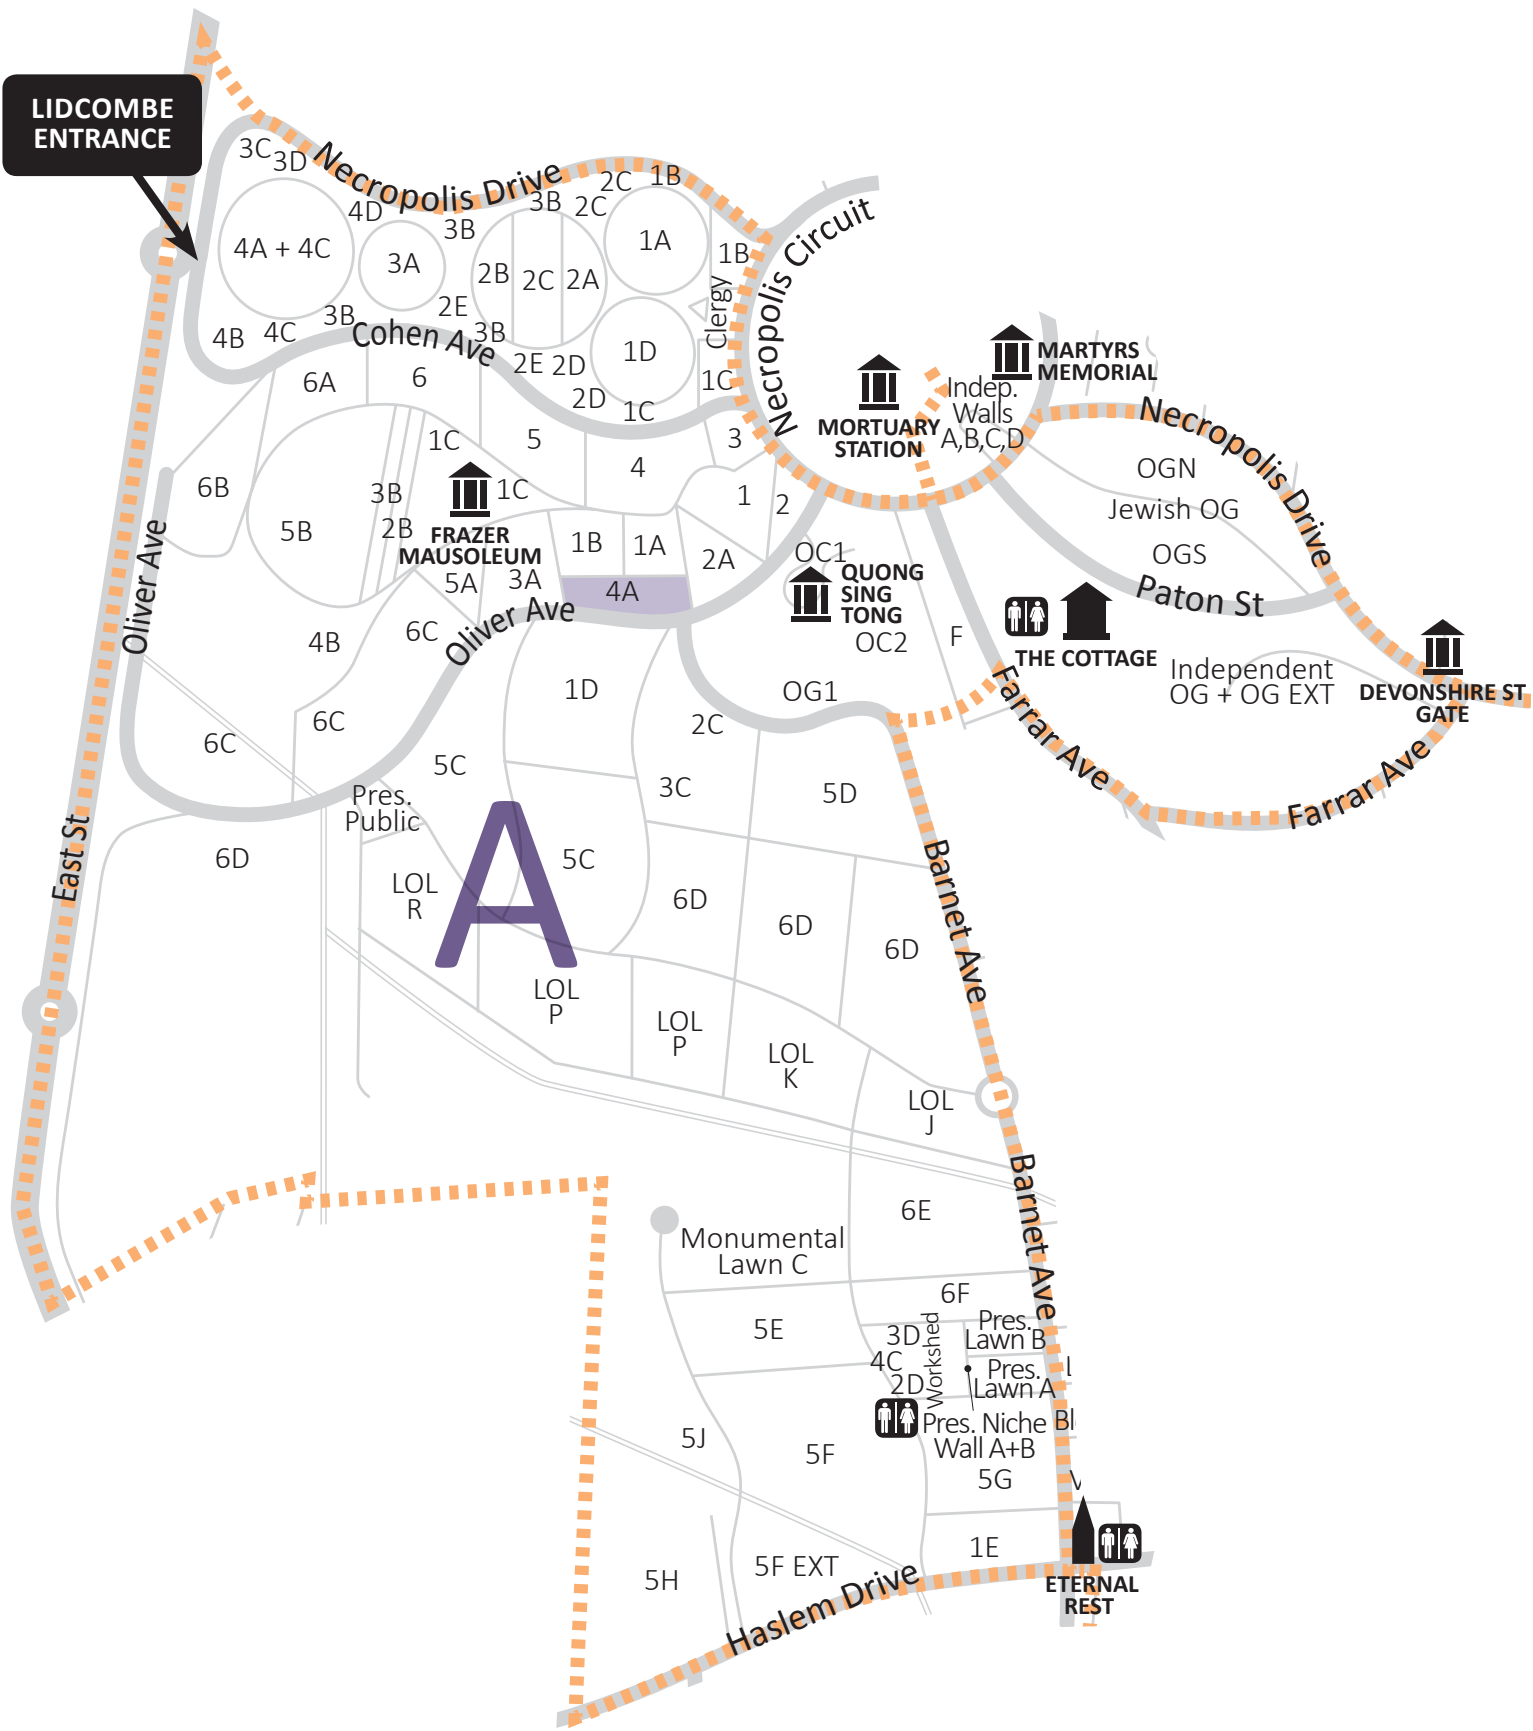 LIDCOMBE
ENTRANCE
3C
3D
Necropolis Drive
2C
1B
3B
2C
4D
3B
4A + 4C
3A
1A
1B
2B
2C
2A
Clergy
Necropolis Circuit
2E
3B
3B
4B
4C
Cohen Ave
2E
2D
1D
1C
6A
6
2D
1C
MARTYRS
MEMORIAL
Indep.
Walls
A,B,C,D
MORTUARY
STATION
Necropolis Drive
1C
5
3
4
OGN
6B
3B
1C
1
2
Jewish OG
5B
2B
FRAZER
MAUSOLEUM
1B
1A
2A
OC1
OGS
Oliver Ave
5A
3A
4A
QUONG
SING
TONG
Paton St
6C
Oliver Ave
4B
OC2
F
THE COTTAGE
Independent
OG + OG EXT
DEVONSHIRE ST
GATE
1D
OG1
Farrar Ave
Farrar Ave
6C
6C
2C
5C
3C
5D
Pres.
Public
East St
6D
LOL
R
A
5C
6D
6D
6D
Barnet Ave
LOL
P
LOL
P
LOL
K
LOL
J
Barnet Ave
6E
Monumental
Lawn C
6F
5E
3D
Workshed
Pres.
Lawn B
4C
2D
Pres.
Lawn A
Pres. Niche
Wall A+B
Bl
5J
5F
5G
1E
5H
5F EXT
Haslem Drive
ETERNAL
REST